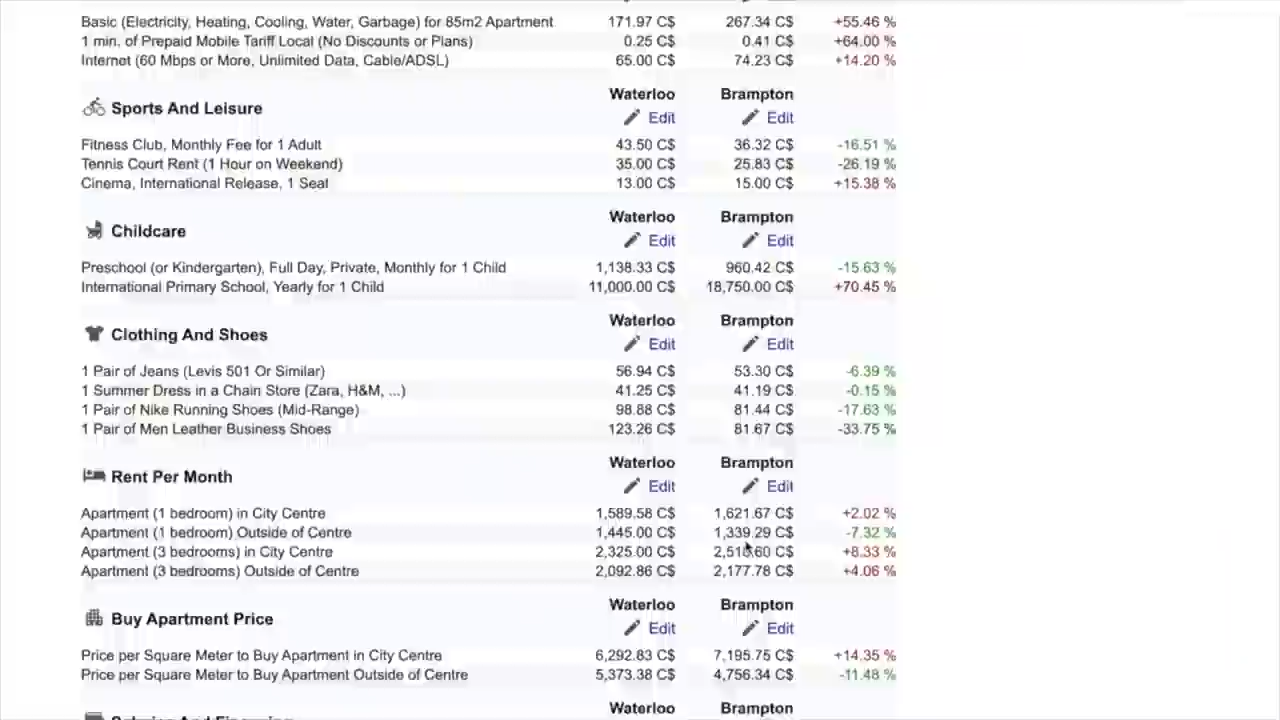 Basic (Electricity, Heating, Cooling, Water, Garbage) for 85m2 Apartment 171.97 C$ 267.34 C$ +55.46 %
1 min. of Prepaid Mobile Tariff Local (No Discounts or Plans) 0.25 C$ 0.41 C$ +64.00 %
Internet (60 Mbps or More, Unlimited Data, Cable/ADSL) 65.00 C$ 74.23 C$ +14.20 %
Sports And Leisure Waterloo Brampton
Edit Edit
Fitness Club, Monthly Fee for 1 Adult 43.50 C$ 36.32 C$ -16.51 %
Tennis Court Rent (1 Hour on Weekend) 35.00 C$ 25.83 C$ -26.19 %
Cinema, International Release, 1 Seat 13.00 C$ 15.00 C$ +15.38 %
Childcare Waterloo Brampton
Edit Edit
Preschool (or Kindergarten), Full Day, Private, Monthly for 1 Child 1,138.33 C$ 960.42 C$ -15.63 %
International Primary School, Yearly for 1 Child 11,000.00 C$ 18,750.00 C$ +70.45 %
Clothing And Shoes Waterloo Brampton
Edit Edit
1 Pair of Jeans (Levis 501 Or Similar) 56.94 C$ 53.30 C$ -6.39 %
1 Summer Dress in a Chain Store (Zara, H&M, ...) 41.25 C$ 41.19 C$ -0.15 %
1 Pair of Nike Running Shoes (Mid-Range) 98.88 C$ 81.44 C$ -17.63 %
1 Pair of Men Leather Business Shoes 123.26 C$ 81.67 C$ -33.75 %
Rent Per Month Waterloo Brampton
Edit Edit
Apartment (1 bedroom) in City Centre 1,589.58 C$ 1,621.67 C$ +2.02 %
Apartment (1 bedroom) Outside of Centre 1,445.00 C$ 1,339.29 C$ -7.32 %
Apartment (3 bedrooms) in City Centre 2,325.00 C$ 2,518.60 C$ +8.33 %
Apartment (3 bedrooms) Outside of Centre 2,092.86 C$ 2,177.78 C$ +4.06 %
Buy Apartment Price Waterloo Brampton
Edit Edit
Price per Square Meter to Buy Apartment in City Centre 6,292.83 C$ 7,195.75 C$ +14.35 %
Price per Square Meter to Buy Apartment Outside of Centre 5,373.38 C$ 4,756.34 C$ -11.48 %
Waterloo Brampton